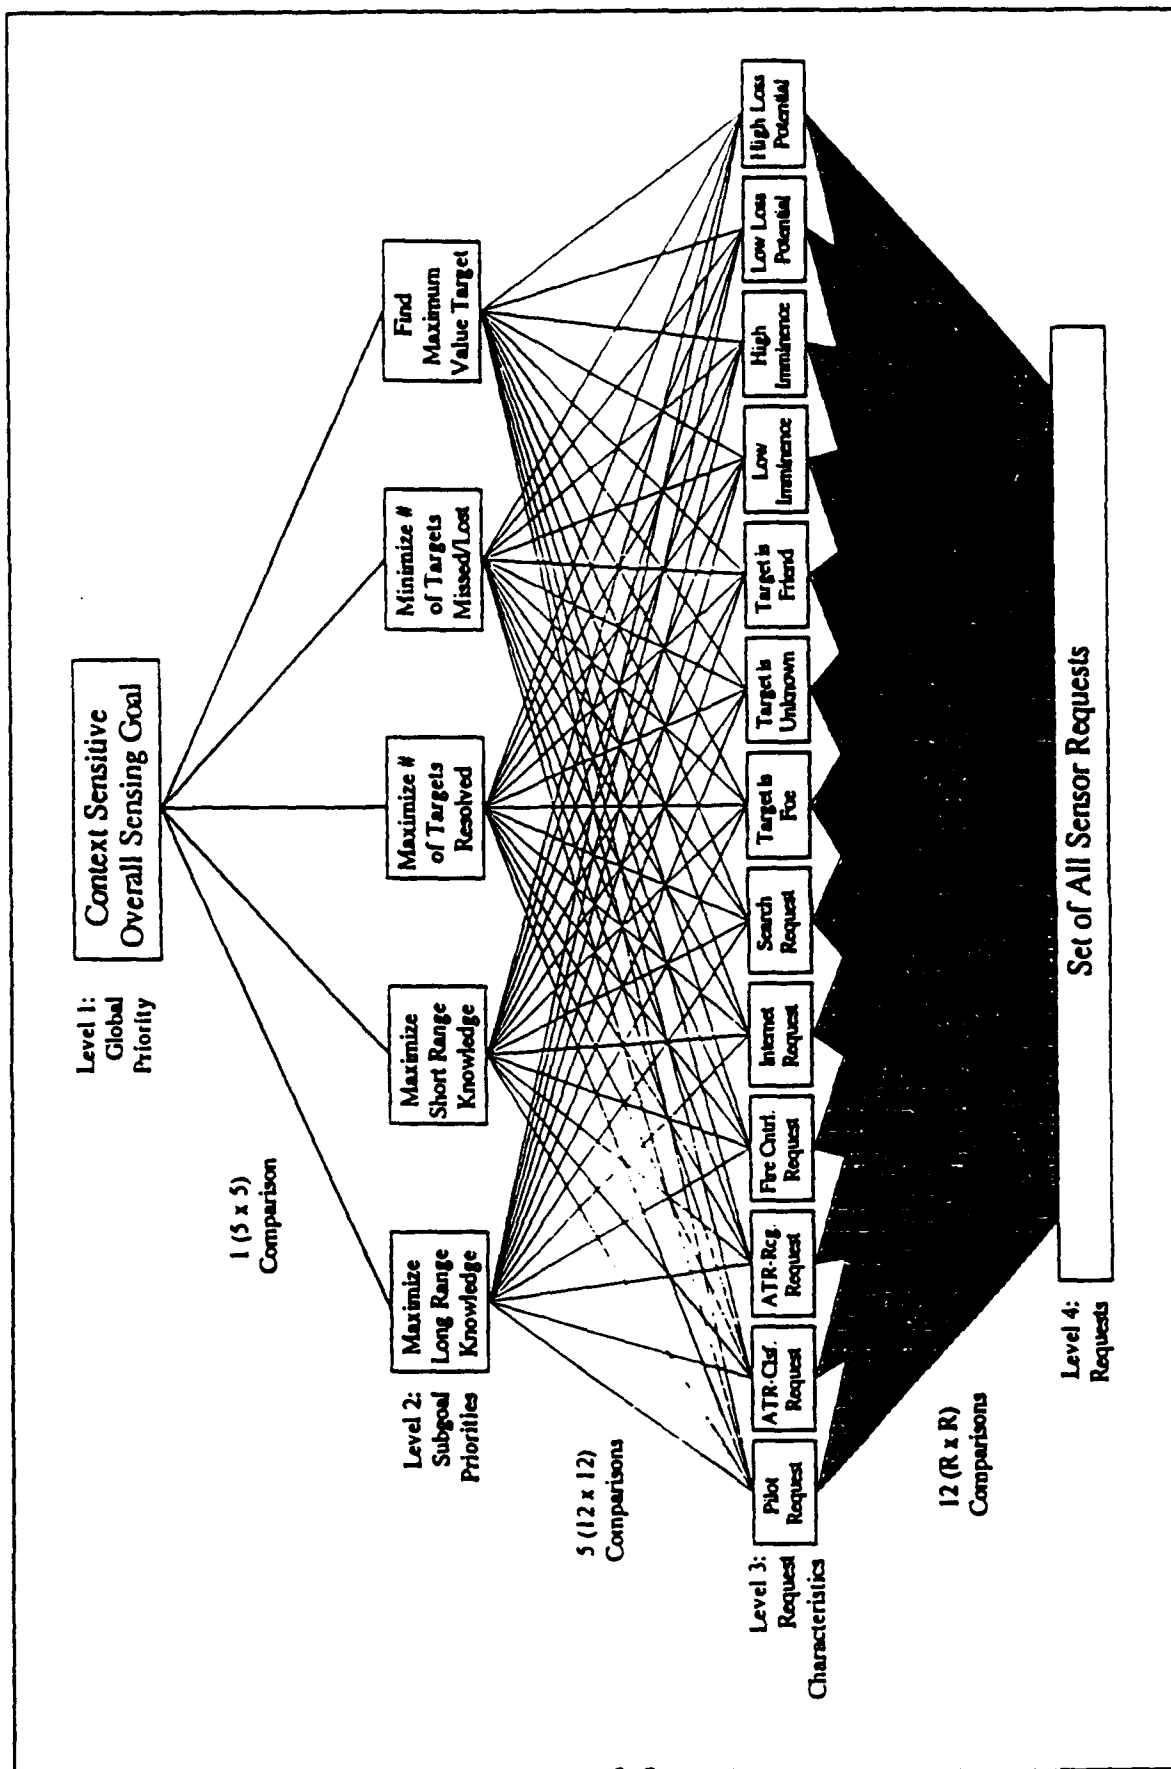 Level 1:
Global
Priority
Context Sensitive
Overall Sensing Goal
1 (5 x 5)
Comparison
Level 2:
Subgoal
Priorities
Maximize
Long Range
Knowledge
Maximize
Short Range
Knowledge
Maximize #
of Targets
Resolved
Minimize #
of Targets
Missed/Lost
Find
Maximum
Value Target
5 (12 x 12)
Comparisons
Level 3:
Request
Characteristics
Pilot
Request
ATR-Clsf.
Request
ATR-Rcg.
Request
Fire Cntrl.
Request
Internet
Request
Search
Request
Target is
Foe
Target is
Unknown
Target is
Friend
Low
Imminence
High
Imminence
Low Loss
Potential
High Loss
Potential
12 (R x R)
Comparisons
Level 4:
Requests
Set of All Sensor Requests